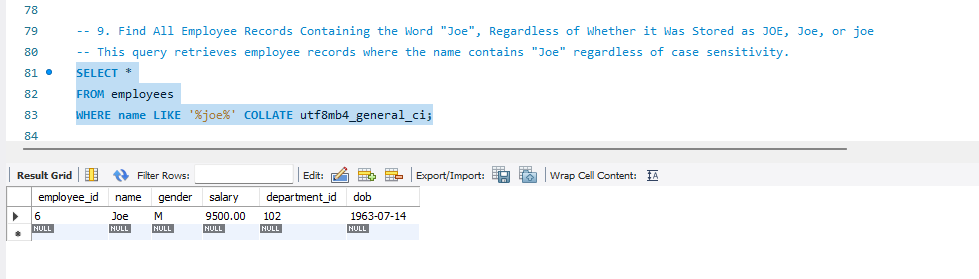 78
79 -- 9. Find All Employee Records Containing the Word "Joe", Regardless of Whether it Was Stored as JOE, Joe, or joe
80 -- This query retrieves employee records where the name contains "Joe" regardless of case sensitivity.
81 SELECT *
82 FROM employees
83 WHERE name LIKE '%joe%' COLLATE utf8mb4_general_ci;
84
Result Grid Filter Rows: Edit: Export/Import: Wrap Cell Content: IA
employee_id name gender salary department_id dob
6 Joe M 9500.00 102 1963-07-14
NULL NULL NULL NULL NULL NULL